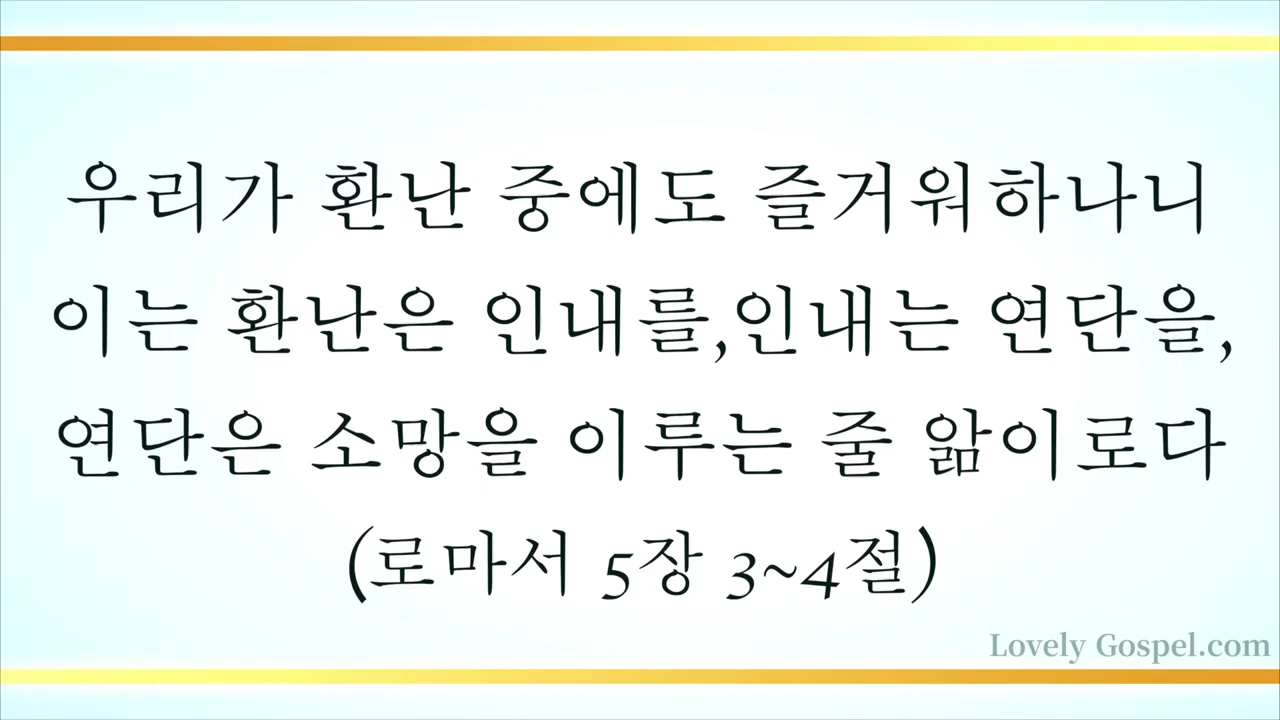 우리가 환난 중에도 즐거워하나니
이는 환난은 인내를,인내는 연단을,
연단은 소망을 이루는 줄 앎이로다
(로마서 5장 3~4절)
Lovely Gospel.com